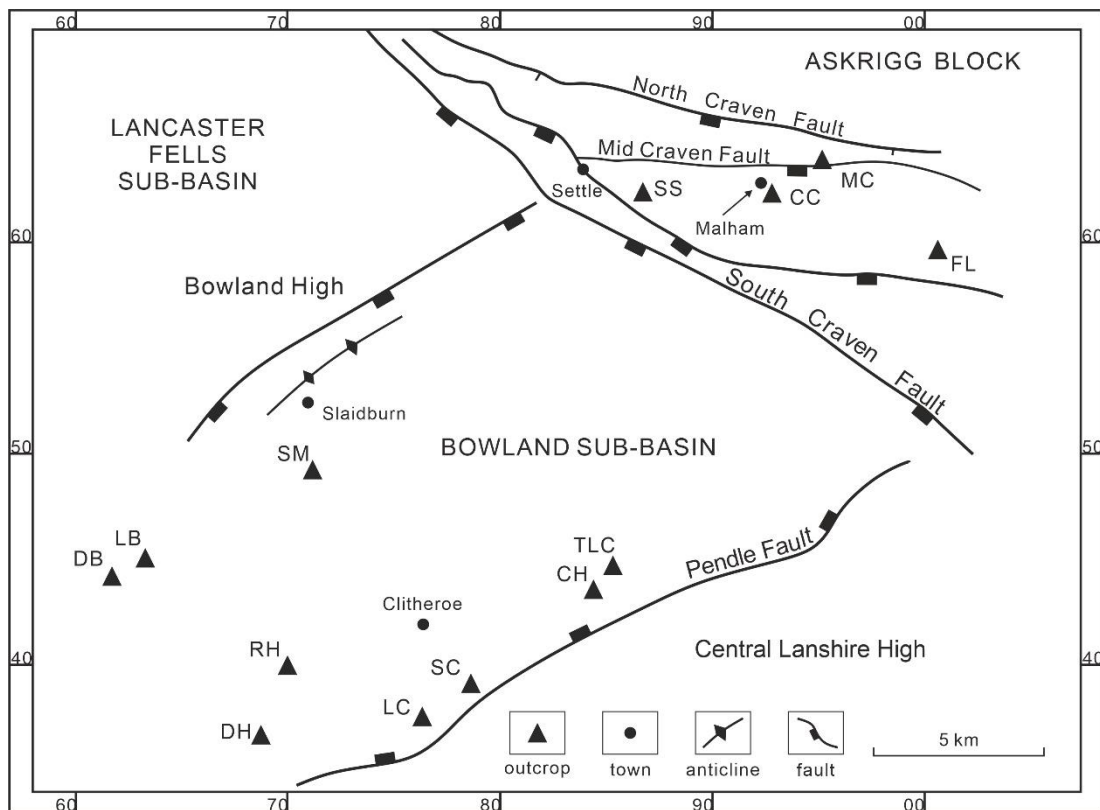 60 70 80 90 00
ASKRIGG BLOCK
North Craven Fault
LANCASTER
FELLS
SUB-BASIN
Mid Craven Fault
MC
Settle
SS
CC
Malham
60 60
FL
Bowland High
South Craven Fault
Slaidburn
50 50
SM
BOWLAND SUB-BASIN
LB
DB
TLC
CH
Pendle Fault
Clitheroe
40 40
RH
SC
Central Lanshire High
LC
DH
5 km
outcrop town anticline fault
60 70 80 90 00